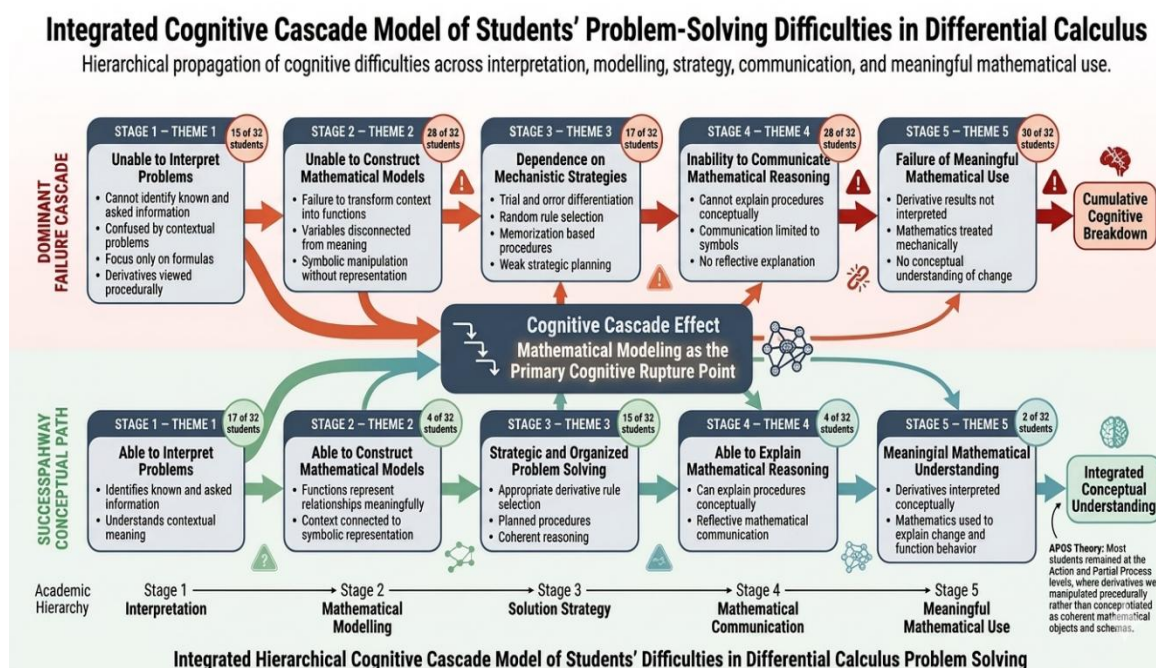 Integrated Cognitive Cascade Model of Students' Problem-Solving Difficulties in Differential Calculus
Hierarchical propagation of cognitive difficulties across interpretation, modelling, strategy, communication, and meaningful mathematical use.
DOMINANT
FAILURE CASCADE
STAGE 1 – THEME 1
15 of 32
students
Unable to Interpret
Problems
• Cannot identify known and
asked information
• Confused by contextual
problems
• Focus only on formulas
• Derivatives viewed
procedurally
STAGE 2 – THEME 2
28 of 32
students
Unable to Construct
Mathematical Models
• Failure to transform context
into functions
• Variables disconnected
from meaning
• Symbolic manipulation
without representation
!
STAGE 3 – THEME 3
17 of 32
students
Dependence on
Mechanistic Strategies
• Trial and orror differentiation
• Random rule selection
• Memorization based
procedures
• Weak strategic planning
!
STAGE 4 – THEME 4
28 of 32
students
Inability to Communicate
Mathematical Reasoning
• Cannot explain procedures
conceptually
• Communication limited to
symbols
• No reflective explanation
!
STAGE 5 – THEME 5
30 of 32
students
Failure of Meaningful
Mathematical Use
• Derivative results not
interpreted
• Mathematics treated
mechanically
• No conceptual
understanding of change
!
Cumulative
Cognitive
Breakdown
Cognitive Cascade Effect
Mathematical Modeling as the
Primary Cognitive Rupture Point
SUCCESSPATHWAY
CONCEPTUAL PATH
STAGE 1 – THEME 1
17 of 32
students
Able to Interpret
Problems
• Identifies known and asked
information
• Understands contextual
meaning
?
STAGE 2 – THEME 2
4 of 32
students
Able to Construct
Mathematical Models
• Functions represent
relationships meaningfully
• Context connected to
symbolic representation
STAGE 3 – THEME 3
15 of 32
students
Strategic and Organized
Problem Solving
• Appropriate derivative rule
selection
• Planned procedures
• Coherent reasoning
STAGE 4 – THEME 4
4 of 32
students
Able to Explain
Mathematical Reasoning
• Can explain procedures
conceptually
• Reflective mathematical
communication
STAGE 5 – THEME 5
2 of 32
students
Meaningial Mathematical
Understanding
• Derivatives interpreted
conceptually
• Mathematics used to
explain change and
function behavior
Integrated
Conceptual
Understanding
APOS Theory: Most
students remained at the
Action and Partial Process
levels, where derivatives we
manipulated precedurally
rather than conceprotiated
as coherent mathematical
objects and schemas.
Academic
Hierarchy
Stage 1
Interpretation
Stage 2
Mathematical
Modelling
Stage 3
Solution Strategy
Stage 4
Mathematical
Communication
Stage 5
Meaningful
Mathematical Use
Integrated Hierarchical Cognitive Cascade Model of Students' Difficulties in Differential Calculus Problem Solving